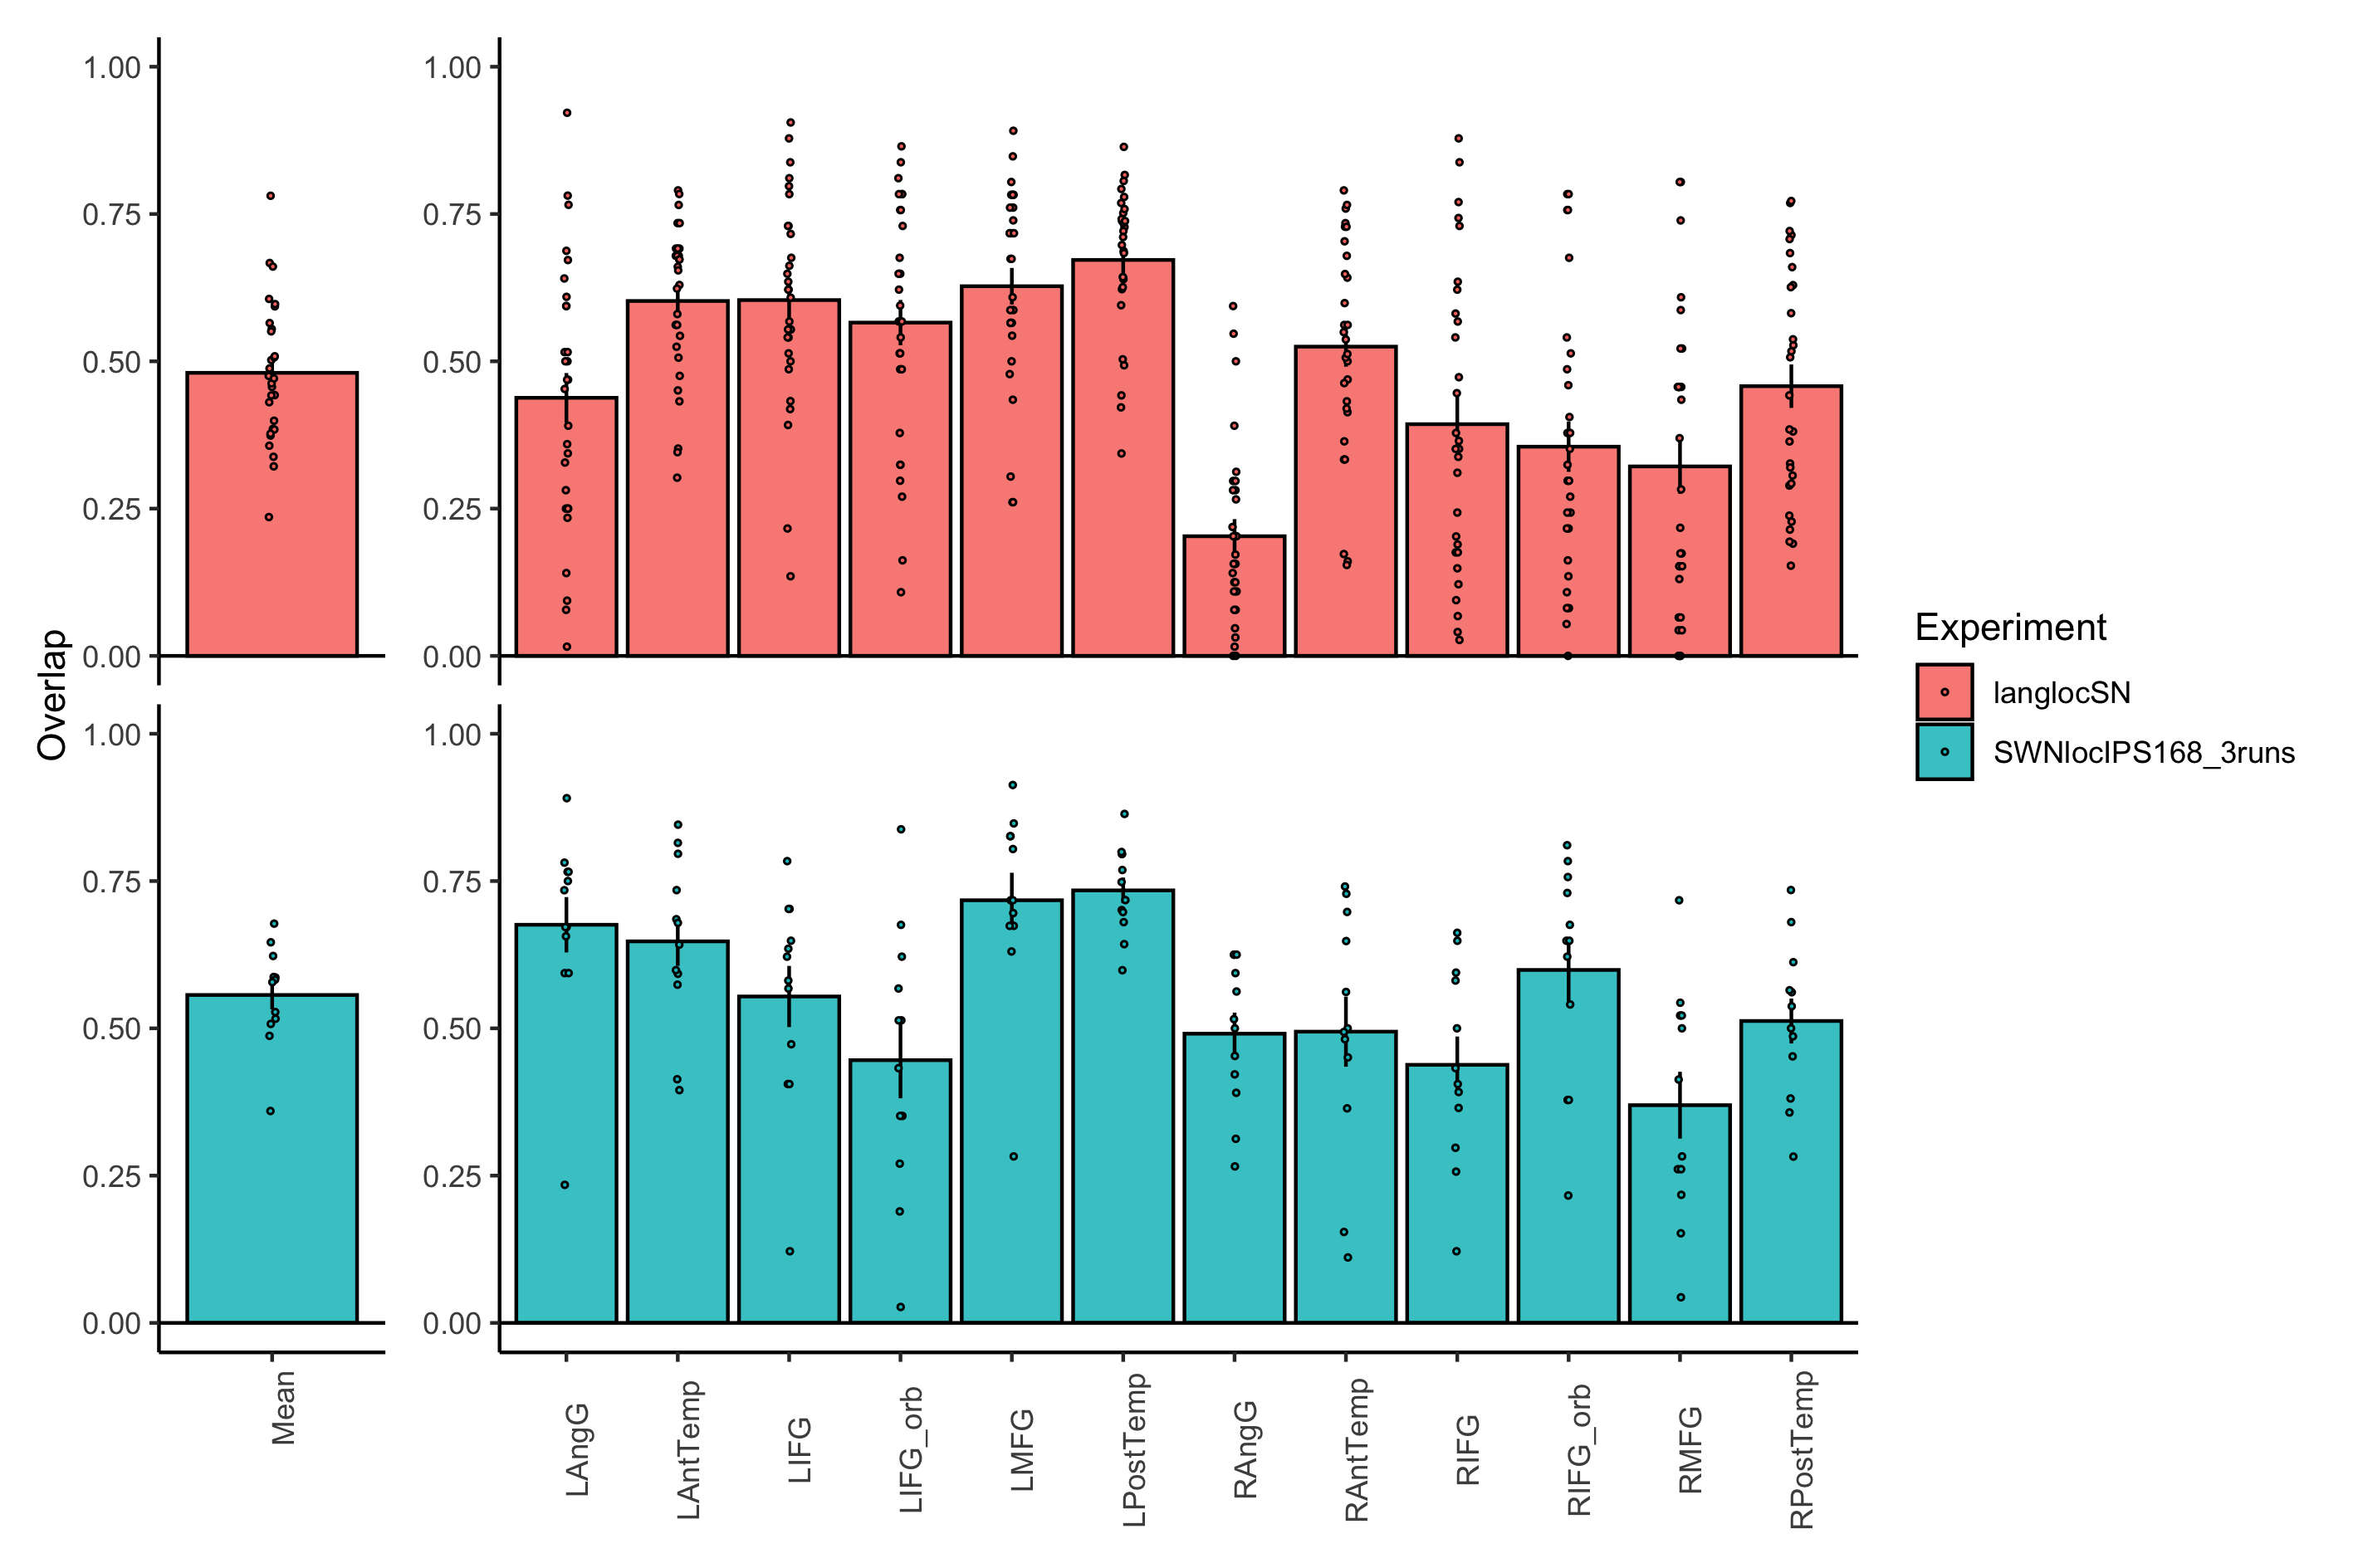 Overlap
1.00
0.75
0.50
0.25
0.00
1.00
0.75
0.50
0.25
0.00
1.00
0.75
0.50
0.25
0.00
1.00
0.75
0.50
0.25
0.00
Mean
LAngG
LAntTemp
LIFG
LIFG_orb
LMFG
LPostTemp
RAngG
RAntTemp
RIFG
RIFG_orb
RMFG
RPostTemp
Experiment
langlocSN
SWNlocIPS168_3runs